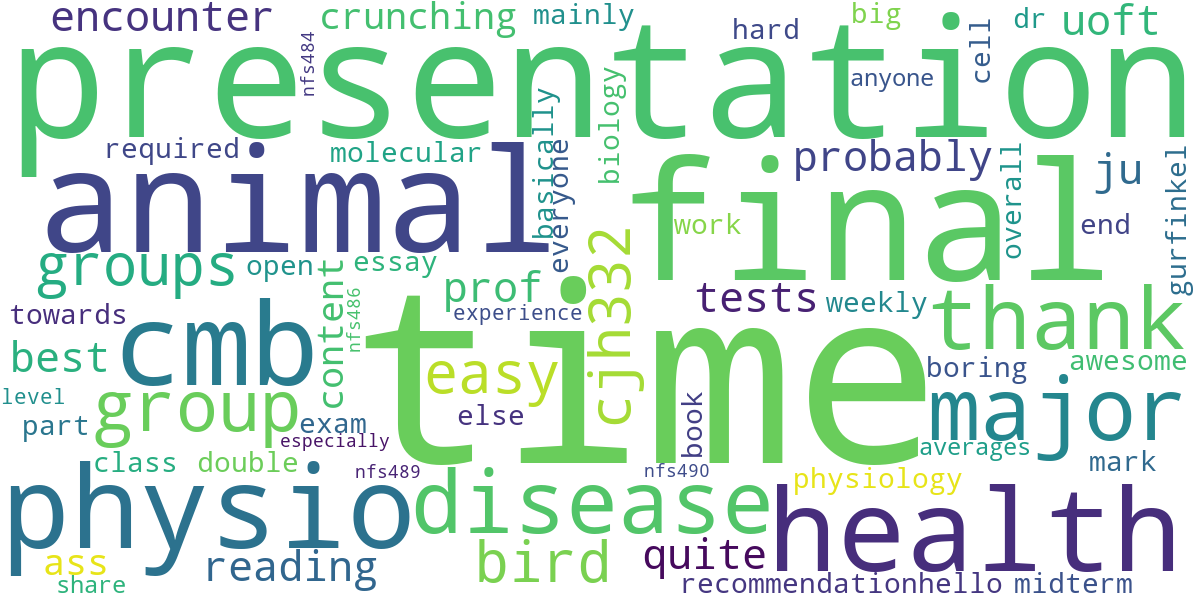 encounter
crunching
mainly
hard
big
dr
uoft
nfs484
cell
anyone
presentation
biology
basically
everyone
required
molecular
probably
overall
ju
gurfinkel
animal
final
work
end
groups
open
essay
cjh332
content
nfs486
prof
experience
tests
weekly
thank
towards
cmb
time
best
easy
boring
awesome
level
group
else
book
major
part
exam
especially
averages
class
double
nfs489
nfs490
physiology
mark
physio
disease
health
ass
reading
bird
quite
share
recommendationhello
midterm